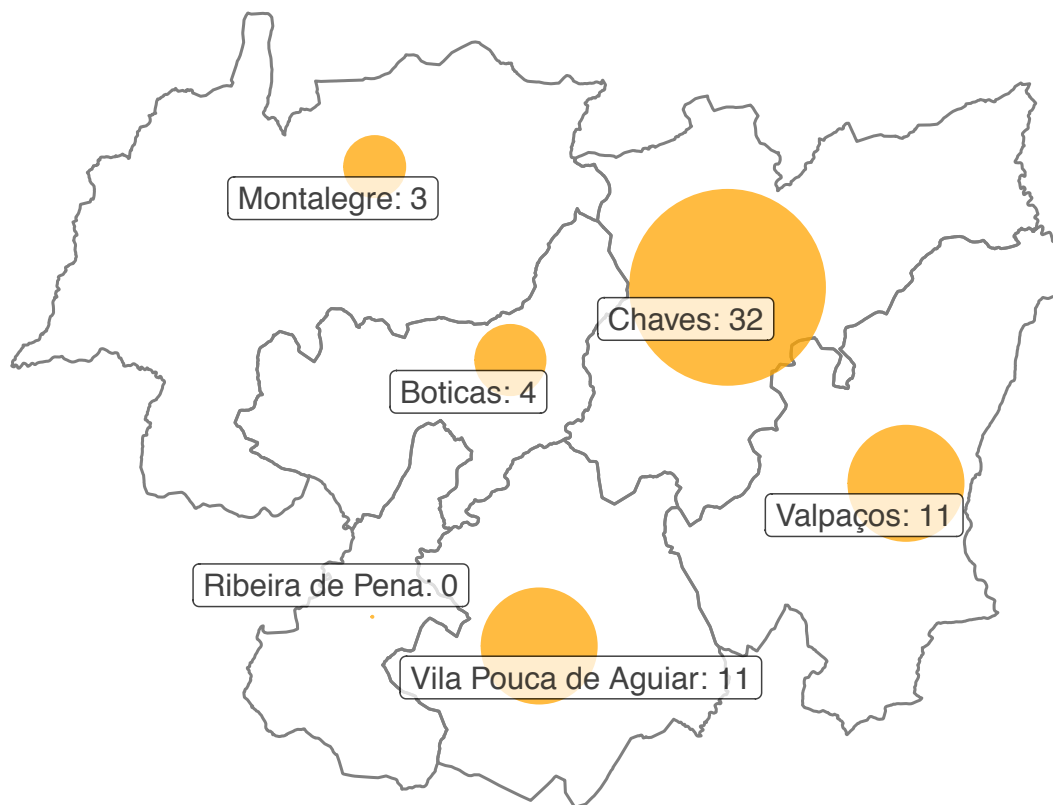 Montalegre: 3
Chaves: 32
Boticas: 4
Valpaços: 11
Ribeira de Pena: 0
Vila Pouca de Aguiar: 11